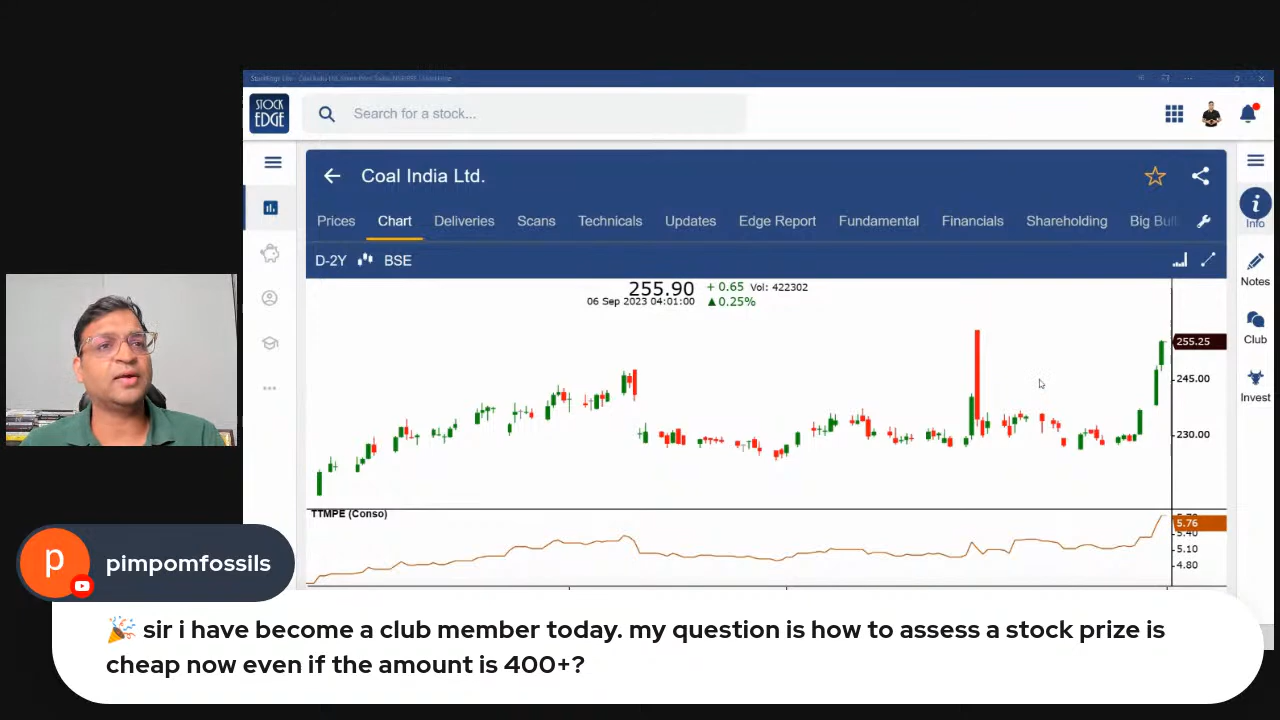 STOCK
EDGE
Search for a stock...
Coal India Ltd.
Prices Chart Deliveries Scans Technicals Updates Edge Report Fundamental Financials Shareholding Big Bull
D-2Y BSE
255.90 + 0.65 Vol: 422302
06 Sep 2023 04:01:00 ▲0.25%
255.25
245.00
230.00
TTMPE (Conso)
5.76
5.40
5.10
4.80
Info
Notes
Club
Invest
p pimpomfossils
🎉 sir i have become a club member today. my question is how to assess a stock prize is
cheap now even if the amount is 400+?